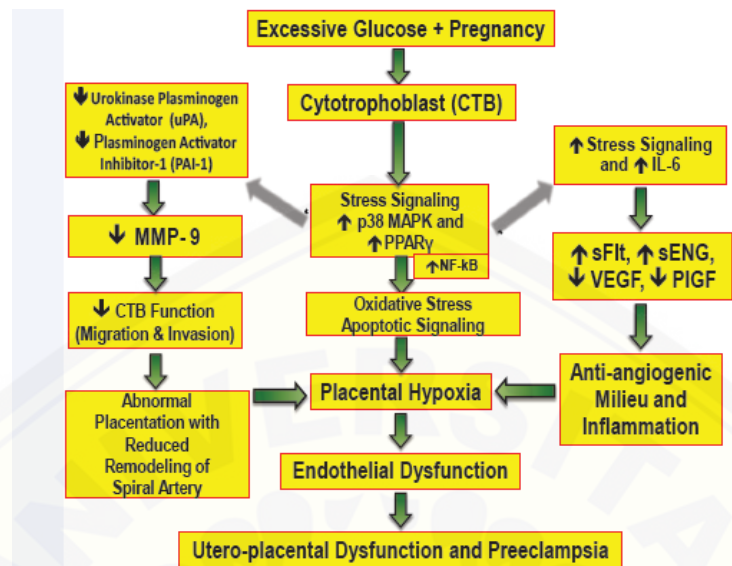 Excessive Glucose + Pregnancy
Cytotrophoblast (CTB)
↓ Urokinase Plasminogen
Activator (uPA),
↓ Plasminogen Activator
Inhibitor-1 (PAI-1)
↓ MMP-9
↓ CTB Function
(Migration & Invasion)
Abnormal
Placentation with
Reduced
Remodeling of
Spiral Artery
Stress Signaling
↑ p38 MAPK and
↑ PPARγ
↑NF-kB
Oxidative Stress
Apoptotic Signaling
Placental Hypoxia
Endothelial Dysfunction
Utero-placental Dysfunction and Preeclampsia
↑ Stress Signaling
and ↑ IL-6
↑ sFlt, ↑ sENG,
↓ VEGF, ↓ PIGF
Anti-angiogenic
Milieu and
Inflammation
UNIVERSITA